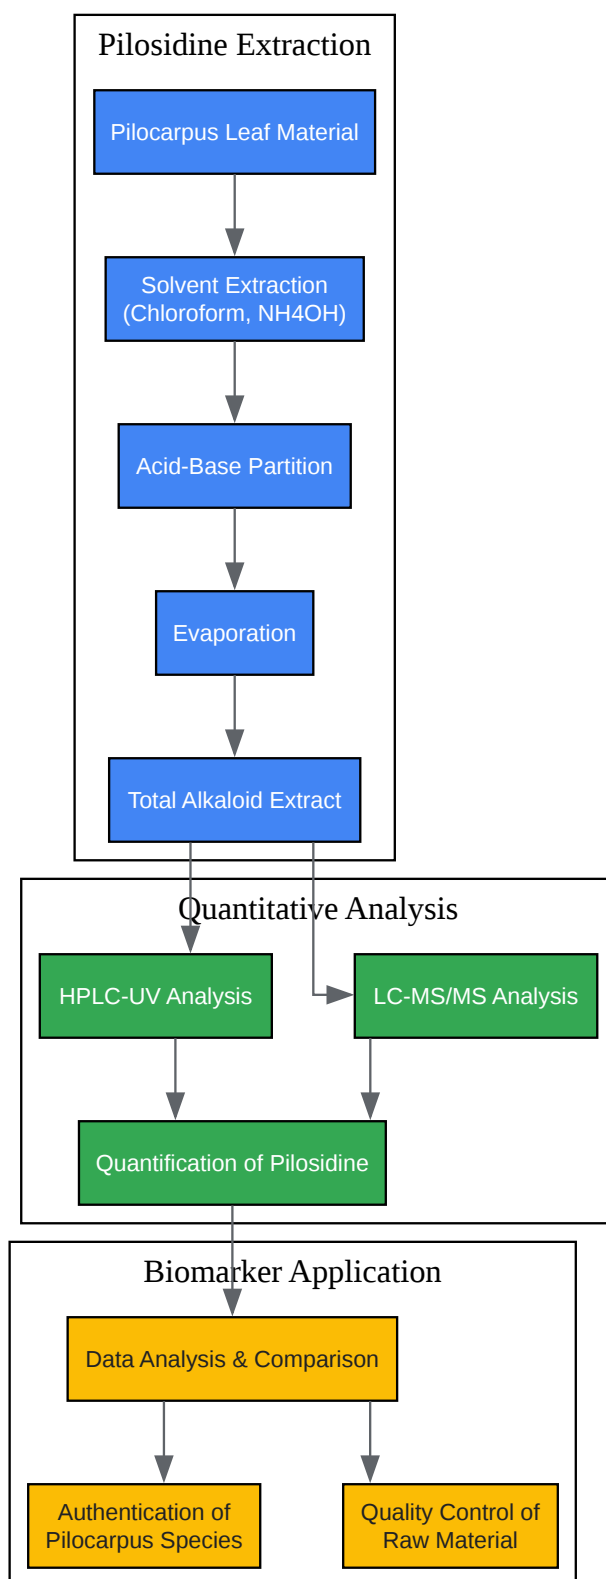 Pilosidine Extraction
Pilocarpus Leaf Material
Solvent Extraction
(Chloroform, NH4OH)
Acid-Base Partition
Evaporation
Total Alkaloid Extract
Quantitative Analysis
HPLC-UV Analysis
LC-MS/MS Analysis
Quantification of Pilosidine
Biomarker Application
Data Analysis & Comparison
Authentication of
Pilocarpus Species
Quality Control of
Raw Material